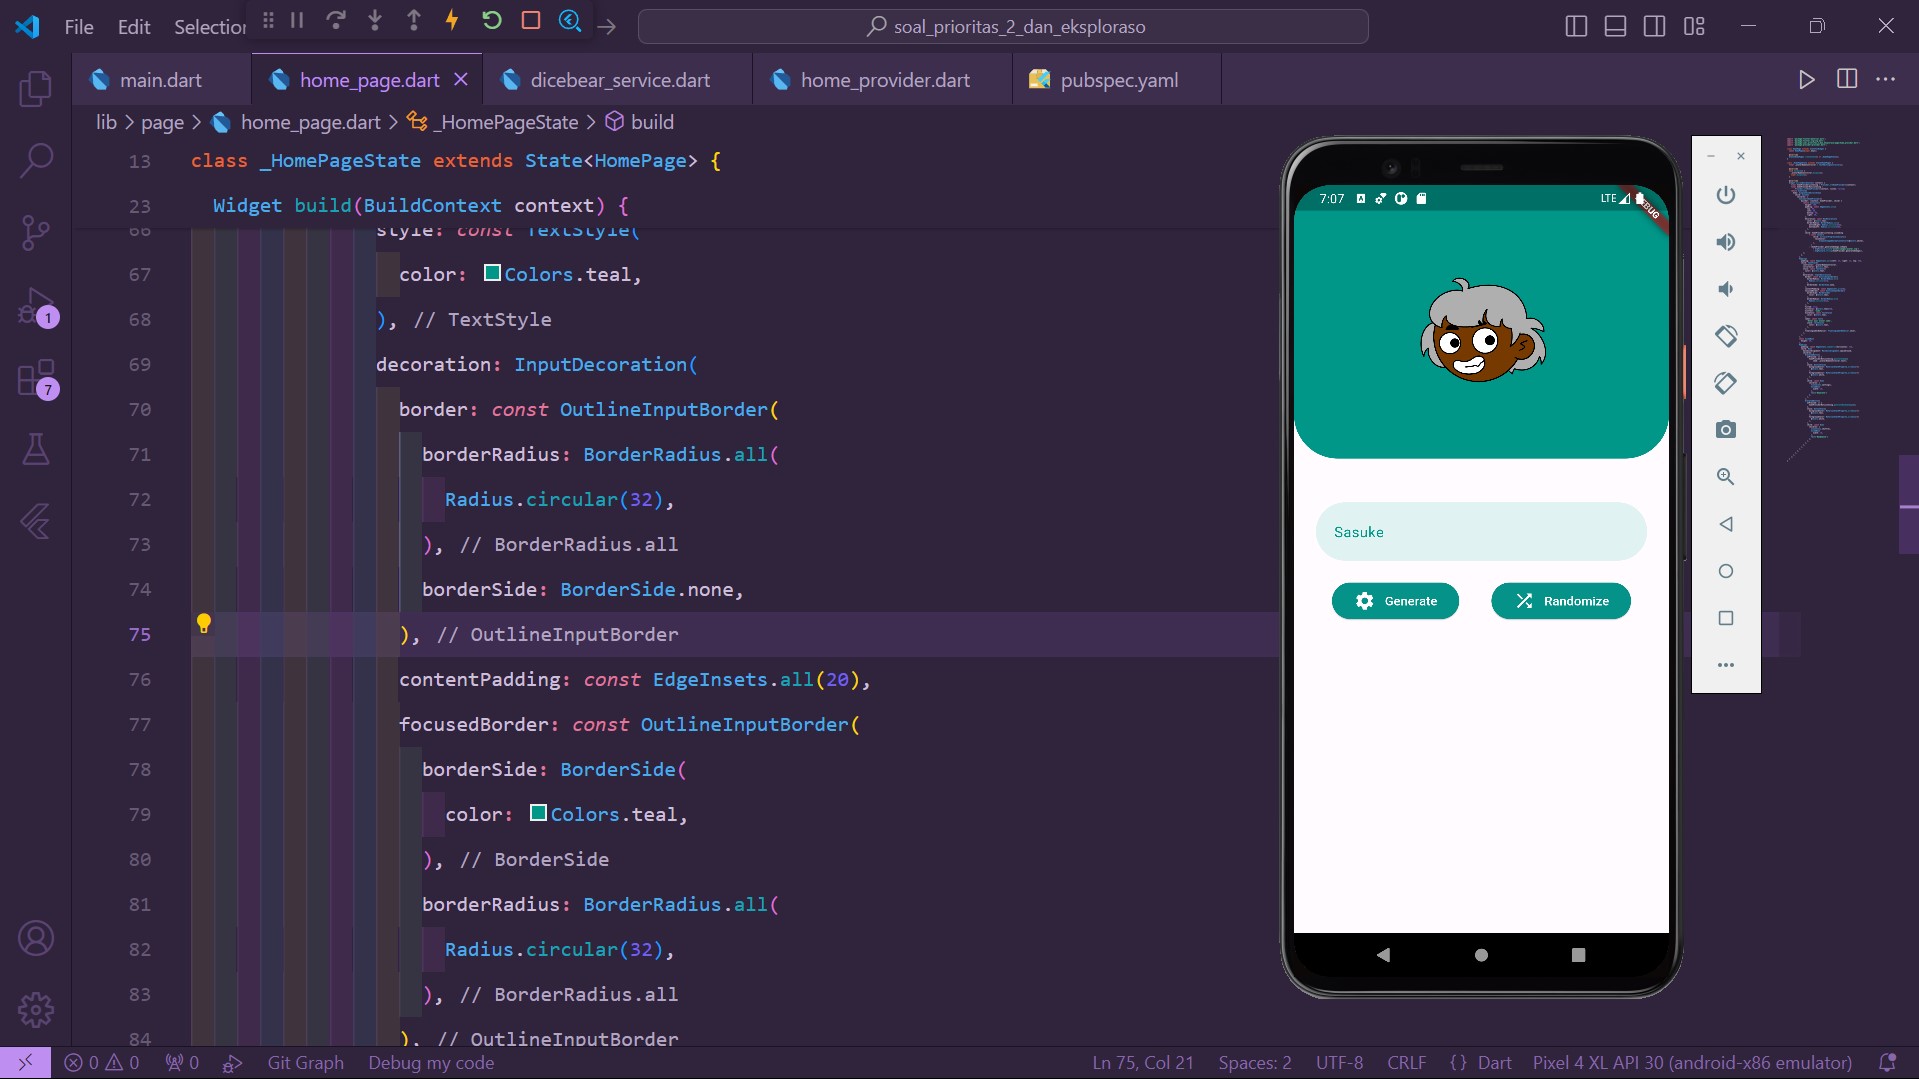 File Edit Selection
soal_prioritas_2_dan_eksploraso
main.dart home_page.dart dicebear_service.dart home_provider.dart pubspec.yaml
lib > page > home_page.dart > _HomePageState > build
13 class _HomePageState extends State<HomePage> {
23 Widget build(BuildContext context) {
66 style: const TextStyle(
67 color: Colors.teal,
68 ), // TextStyle
69 decoration: InputDecoration(
70 border: const OutlineInputBorder(
71 borderRadius: BorderRadius.all(
72 Radius.circular(32),
73 ), // BorderRadius.all
74 borderSide: BorderSide.none,
75 ), // OutlineInputBorder
76 contentPadding: const EdgeInsets.all(20),
77 focusedBorder: const OutlineInputBorder(
78 borderSide: BorderSide(
79 color: Colors.teal,
80 ), // BorderSide
81 borderRadius: BorderRadius.all(
82 Radius.circular(32),
83 ), // BorderRadius.all
84 ), // OutlineInputBorder
1
7
7:07 LTE
Sasuke
Generate Randomize
0 0 0 Git Graph Debug my code Ln 75, Col 21 Spaces: 2 UTF-8 CRLF {} Dart Pixel 4 XL API 30 (android-x86 emulator)